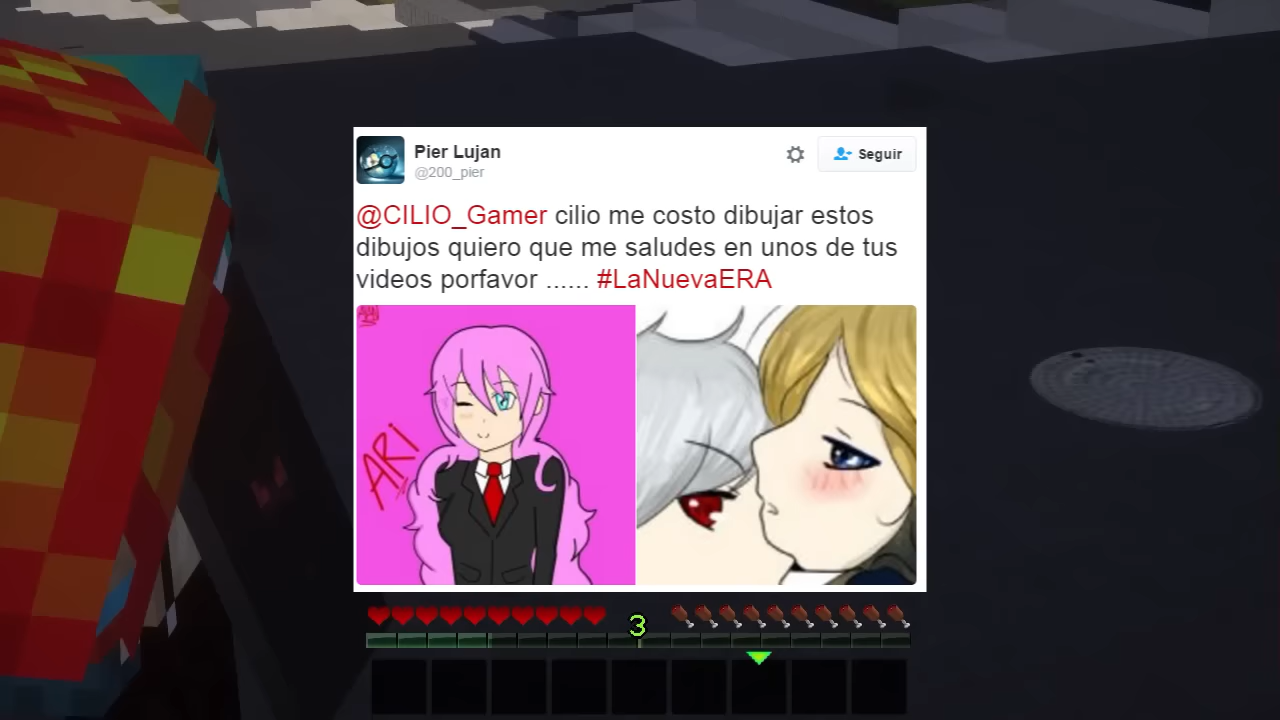 Pier Lujan
@200_pier
Seguir
@CILIO_Gamer cilio me costo dibujar estos
dibujos quiero que me saludes en unos de tus
videos porfavor ...... #LaNuevaERA
ARI
3